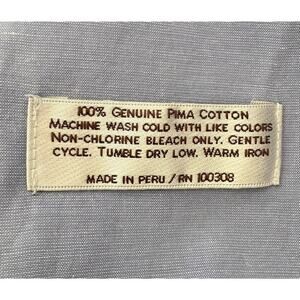 100% GENUINE PIMA COTTON
MACHINE WASH COLD WITH LIKE COLORS
NON-CHLORINE BLEACH ONLY. GENTLE
CYCLE. TUMBLE DRY LOW. WARM IRON
MADE IN PERU / RN 100308